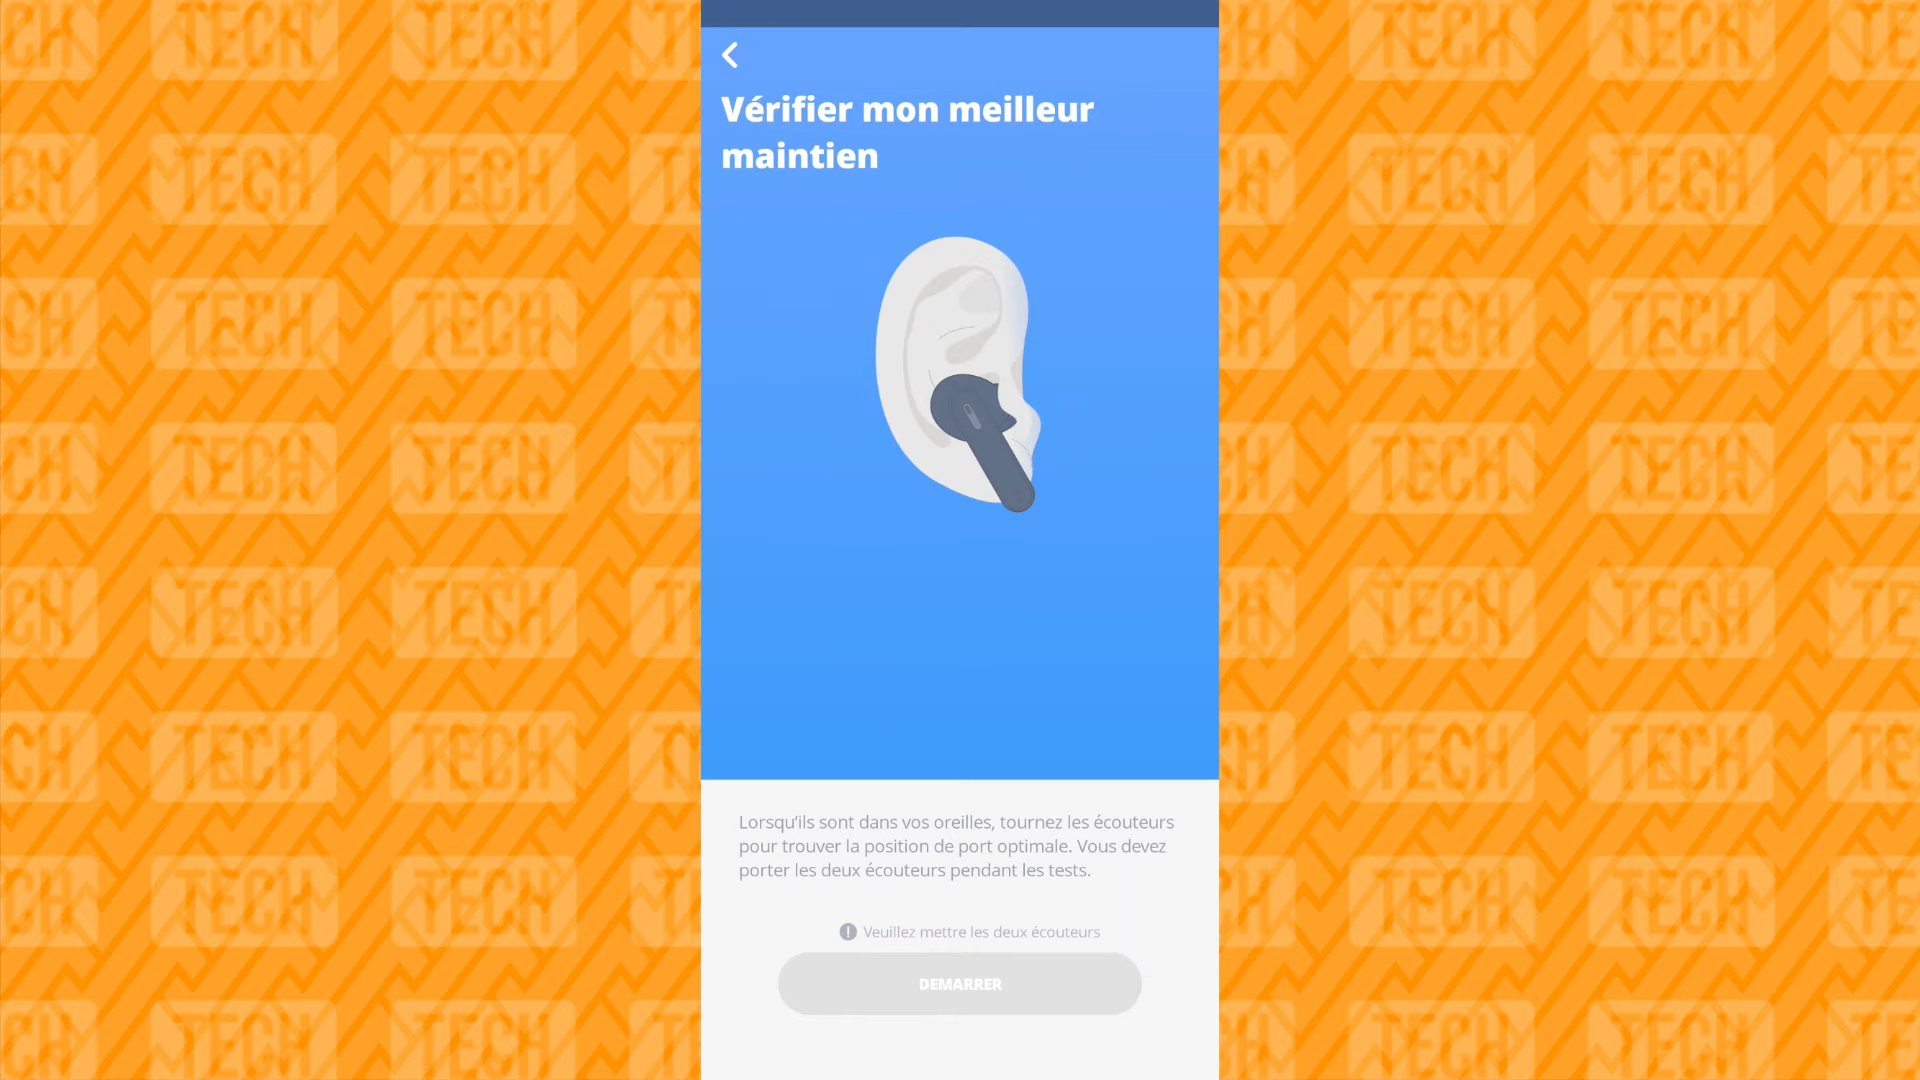 Vérifier mon meilleur
maintien
Lorsqu’ils sont dans vos oreilles, tournez les écouteurs
pour trouver la position de port optimale. Vous devez
porter les deux écouteurs pendant les tests.
! Veuillez mettre les deux écouteurs
DEMARRER
TECH